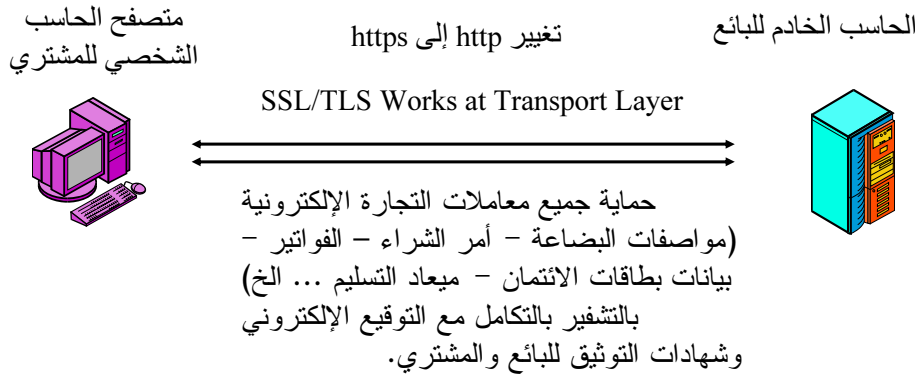 متصفح الحاسب
الشخصي للمشتري
تغيير http إلى https
الحاسب الخادم للبائع
SSL/TLS Works at Transport Layer
حماية جميع معاملات التجارة الإلكترونية
(مواصفات البضاعة - أمر الشراء – الفواتير -
بيانات بطاقات الائتمان - ميعاد التسليم ... الخ)
بالتشفير بالتكامل مع التوقيع الإلكتروني
وشهادات التوثيق للبائع والمشتري.